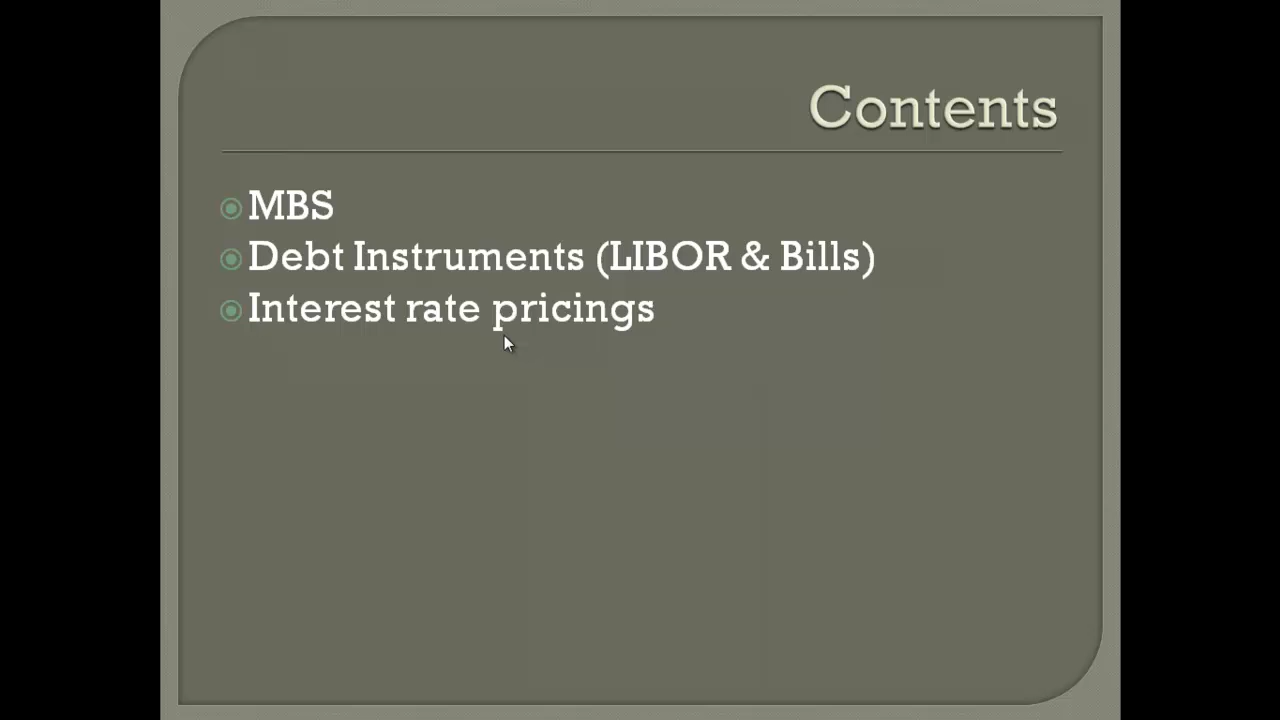 Contents
MBS
Debt Instruments (LIBOR & Bills)
Interest rate pricings